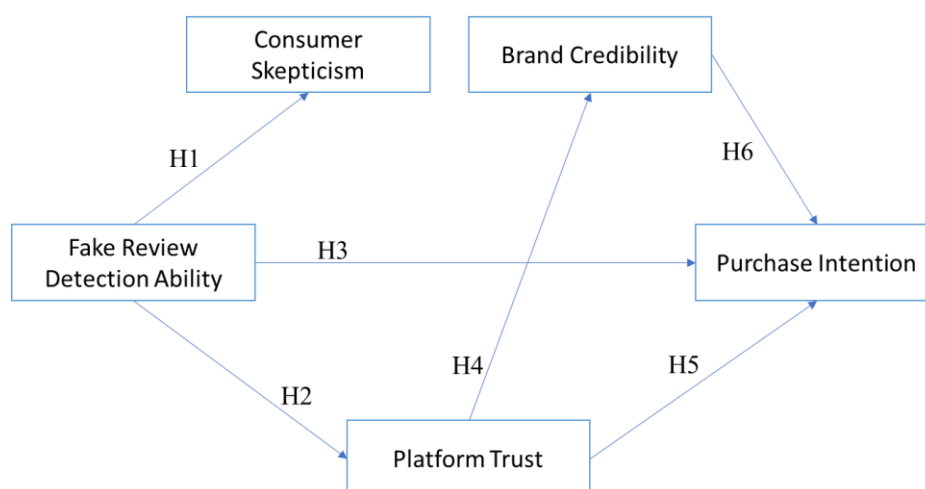 Consumer
Skepticism
Brand Credibility
H1
H6
Fake Review
Detection Ability
H3
Purchase Intention
H2
H4
H5
Platform Trust